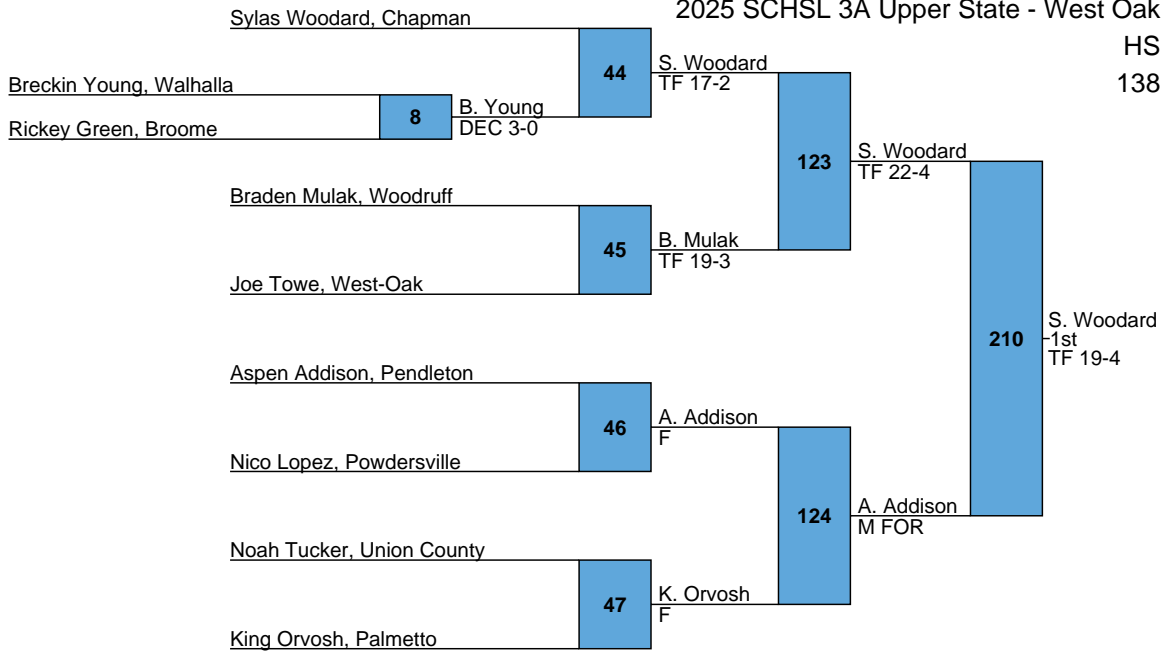 2025 SCHSL 3A Upper State - West Oak
HS
138
Sylas Woodard, Chapman
44
S. Woodard
TF 17-2
Breckin Young, Walhalla
8
B. Young
DEC 3-0
Rickey Green, Broome
123
S. Woodard
TF 22-4
Braden Mulak, Woodruff
45
B. Mulak
TF 19-3
Joe Towe, West-Oak
210
S. Woodard
1st
TF 19-4
Aspen Addison, Pendleton
46
A. Addison
F
Nico Lopez, Powdersville
124
A. Addison
M FOR
Noah Tucker, Union County
47
K. Orvosh
F
King Orvosh, Palmetto